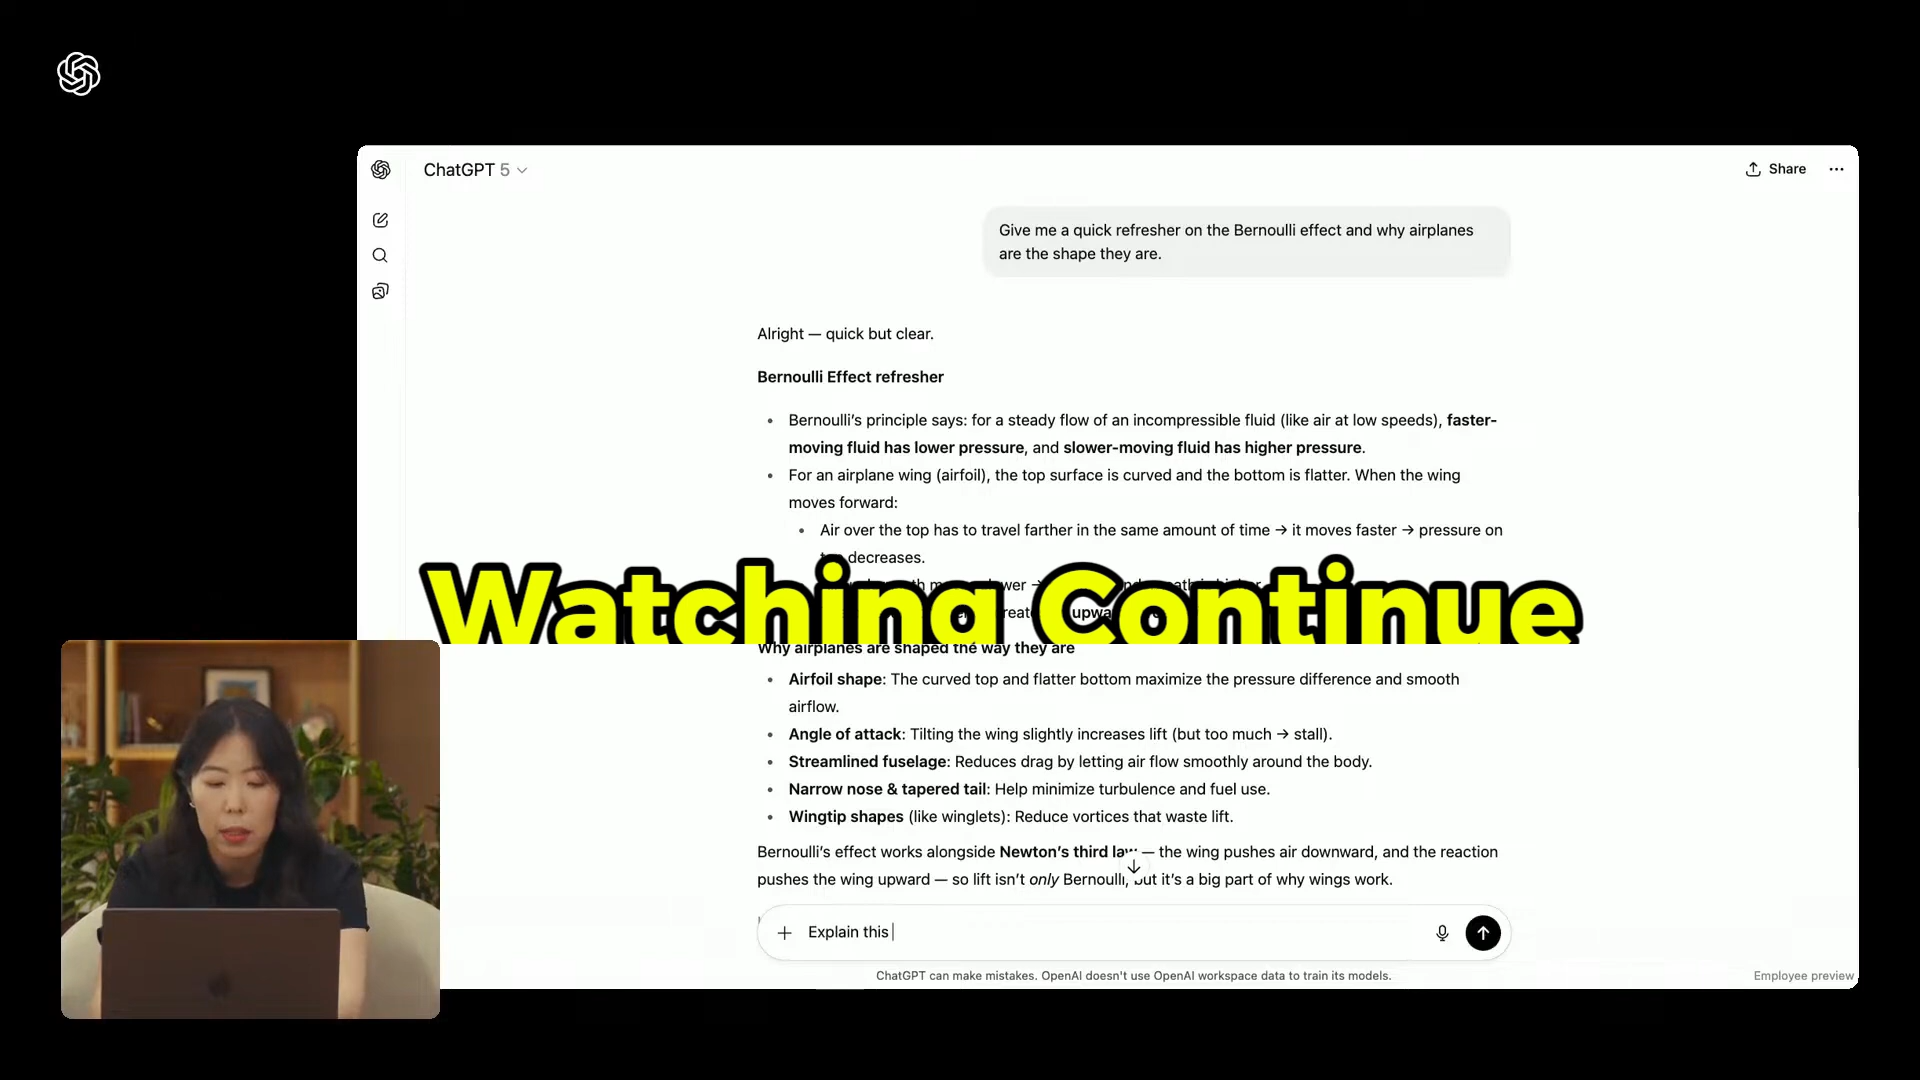 ChatGPT 5
Share
Give me a quick refresher on the Bernoulli effect and why airplanes
are the shape they are.
Alright — quick but clear.
Bernoulli Effect refresher
Bernoulli’s principle says: for a steady flow of an incompressible fluid (like air at low speeds), faster-
moving fluid has lower pressure, and slower-moving fluid has higher pressure.
For an airplane wing (airfoil), the top surface is curved and the bottom is flatter. When the wing
moves forward:
Air over the top has to travel farther in the same amount of time → it moves faster → pressure on
decreases.
Watching Continue
Why airplanes are shaped the way they are
Airfoil shape: The curved top and flatter bottom maximize the pressure difference and smooth
airflow.
Angle of attack: Tilting the wing slightly increases lift (but too much → stall).
Streamlined fuselage: Reduces drag by letting air flow smoothly around the body.
Narrow nose & tapered tail: Help minimize turbulence and fuel use.
Wingtip shapes (like winglets): Reduce vortices that waste lift.
Bernoulli’s effect works alongside Newton’s third law — the wing pushes air downward, and the reaction
pushes the wing upward — so lift isn’t only Bernoulli, but it’s a big part of why wings work.
Explain this
ChatGPT can make mistakes. OpenAI doesn't use OpenAI workspace data to train its models.
Employee preview